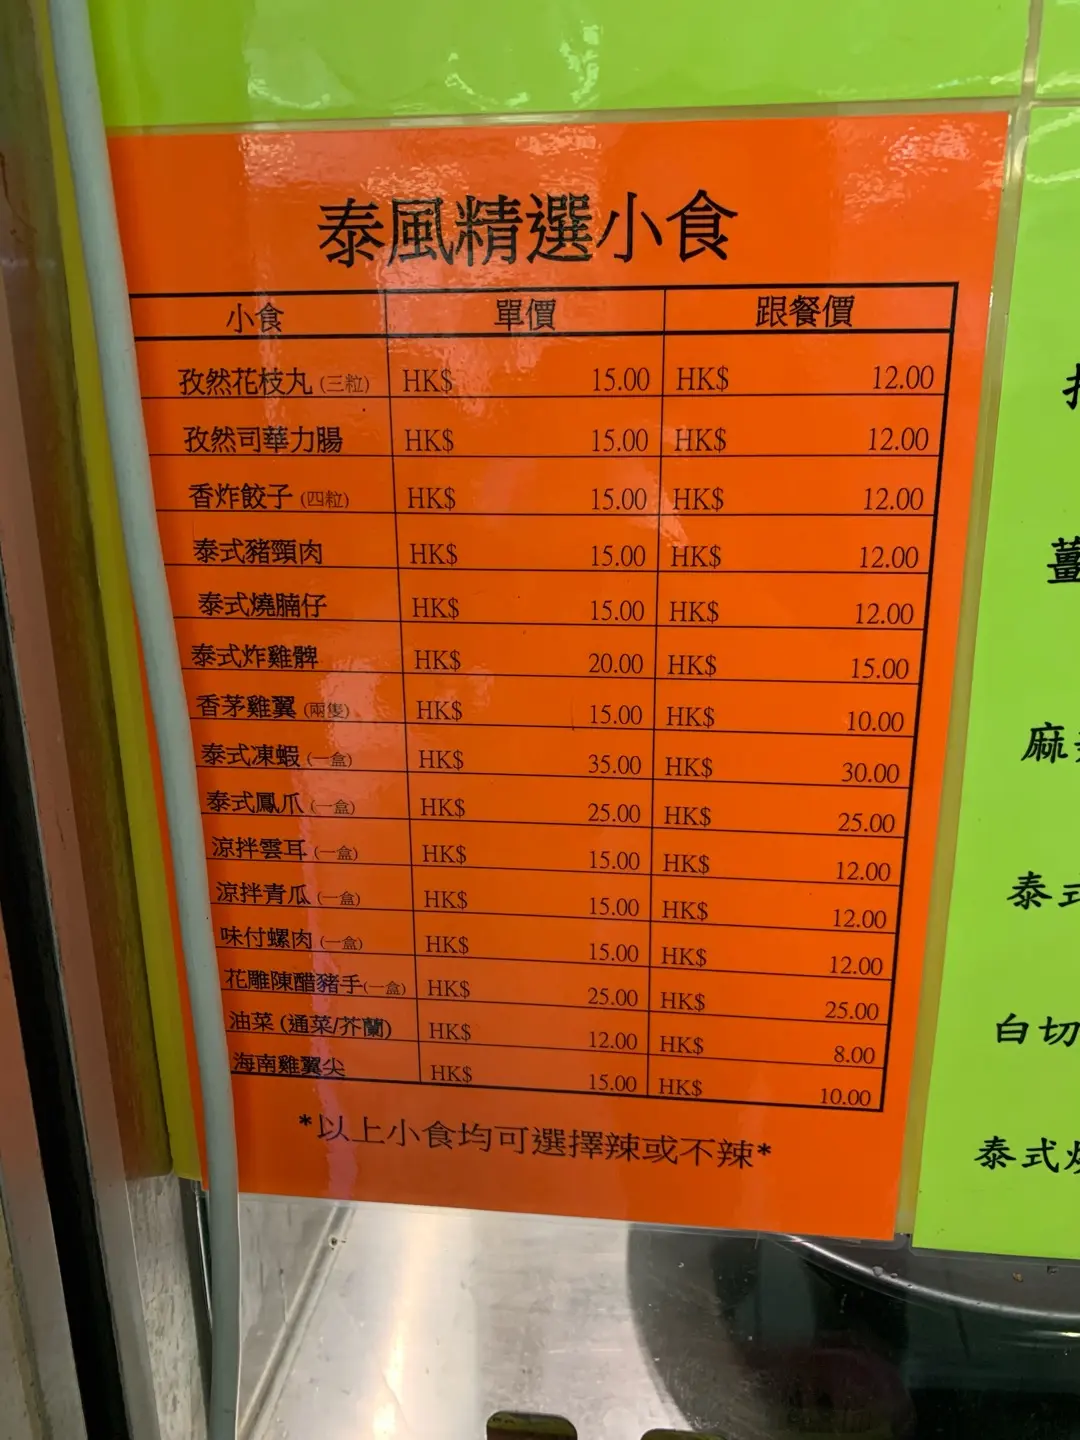 泰風精選小食
小食 單價 跟餐價
孜然花枝丸 (三粒) HK$ 15.00 HK$ 12.00
孜然司華力腸 HK$ 15.00 HK$ 12.00
香炸餃子 (四粒) HK$ 15.00 HK$ 12.00
泰式豬頸肉 HK$ 15.00 HK$ 12.00
泰式燒腩仔 HK$ 15.00 HK$ 12.00
泰式炸雞髀 HK$ 20.00 HK$ 15.00
香茅雞翼 (兩隻) HK$ 15.00 HK$ 10.00
泰式凍蝦 (一盒) HK$ 35.00 HK$ 30.00
泰式鳳爪 (一盒) HK$ 25.00 HK$ 25.00
涼拌雲耳 (一盒) HK$ 15.00 HK$ 12.00
涼拌青瓜 (一盒) HK$ 15.00 HK$ 12.00
味付螺肉 (一盒) HK$ 15.00 HK$ 12.00
花雕陳醋豬手(一盒) HK$ 25.00 HK$ 25.00
油菜 (通菜/芥蘭) HK$ 12.00 HK$ 8.00
海南雞翼尖 HK$ 15.00 HK$ 10.00
*以上小食均可選擇辣或不辣*
薑
麻
泰式
白切
泰式